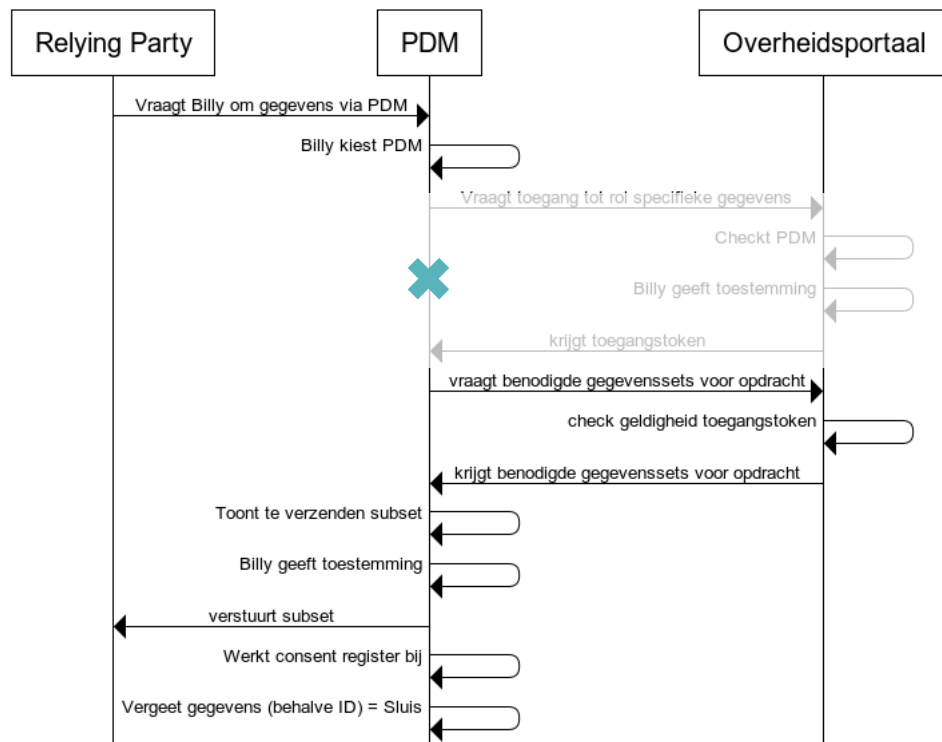 Relying Party
PDM
Overheidsportaal
Vraagt Billy om gegevens via PDM
Billy kiest PDM
Vraagt toegang tot rol specifieke gegevens
Checkt PDM
Billy geeft toestemming
krijgt toegangstoken
vraagt benodigde gegevenssets voor opdracht
check geldigheid toegangstoken
krijgt benodigde gegevenssets voor opdracht
Toont te verzenden subset
Billy geeft toestemming
verstuurt subset
Werkt consent register bij
Vergeet gegevens (behalve ID) = Sluis